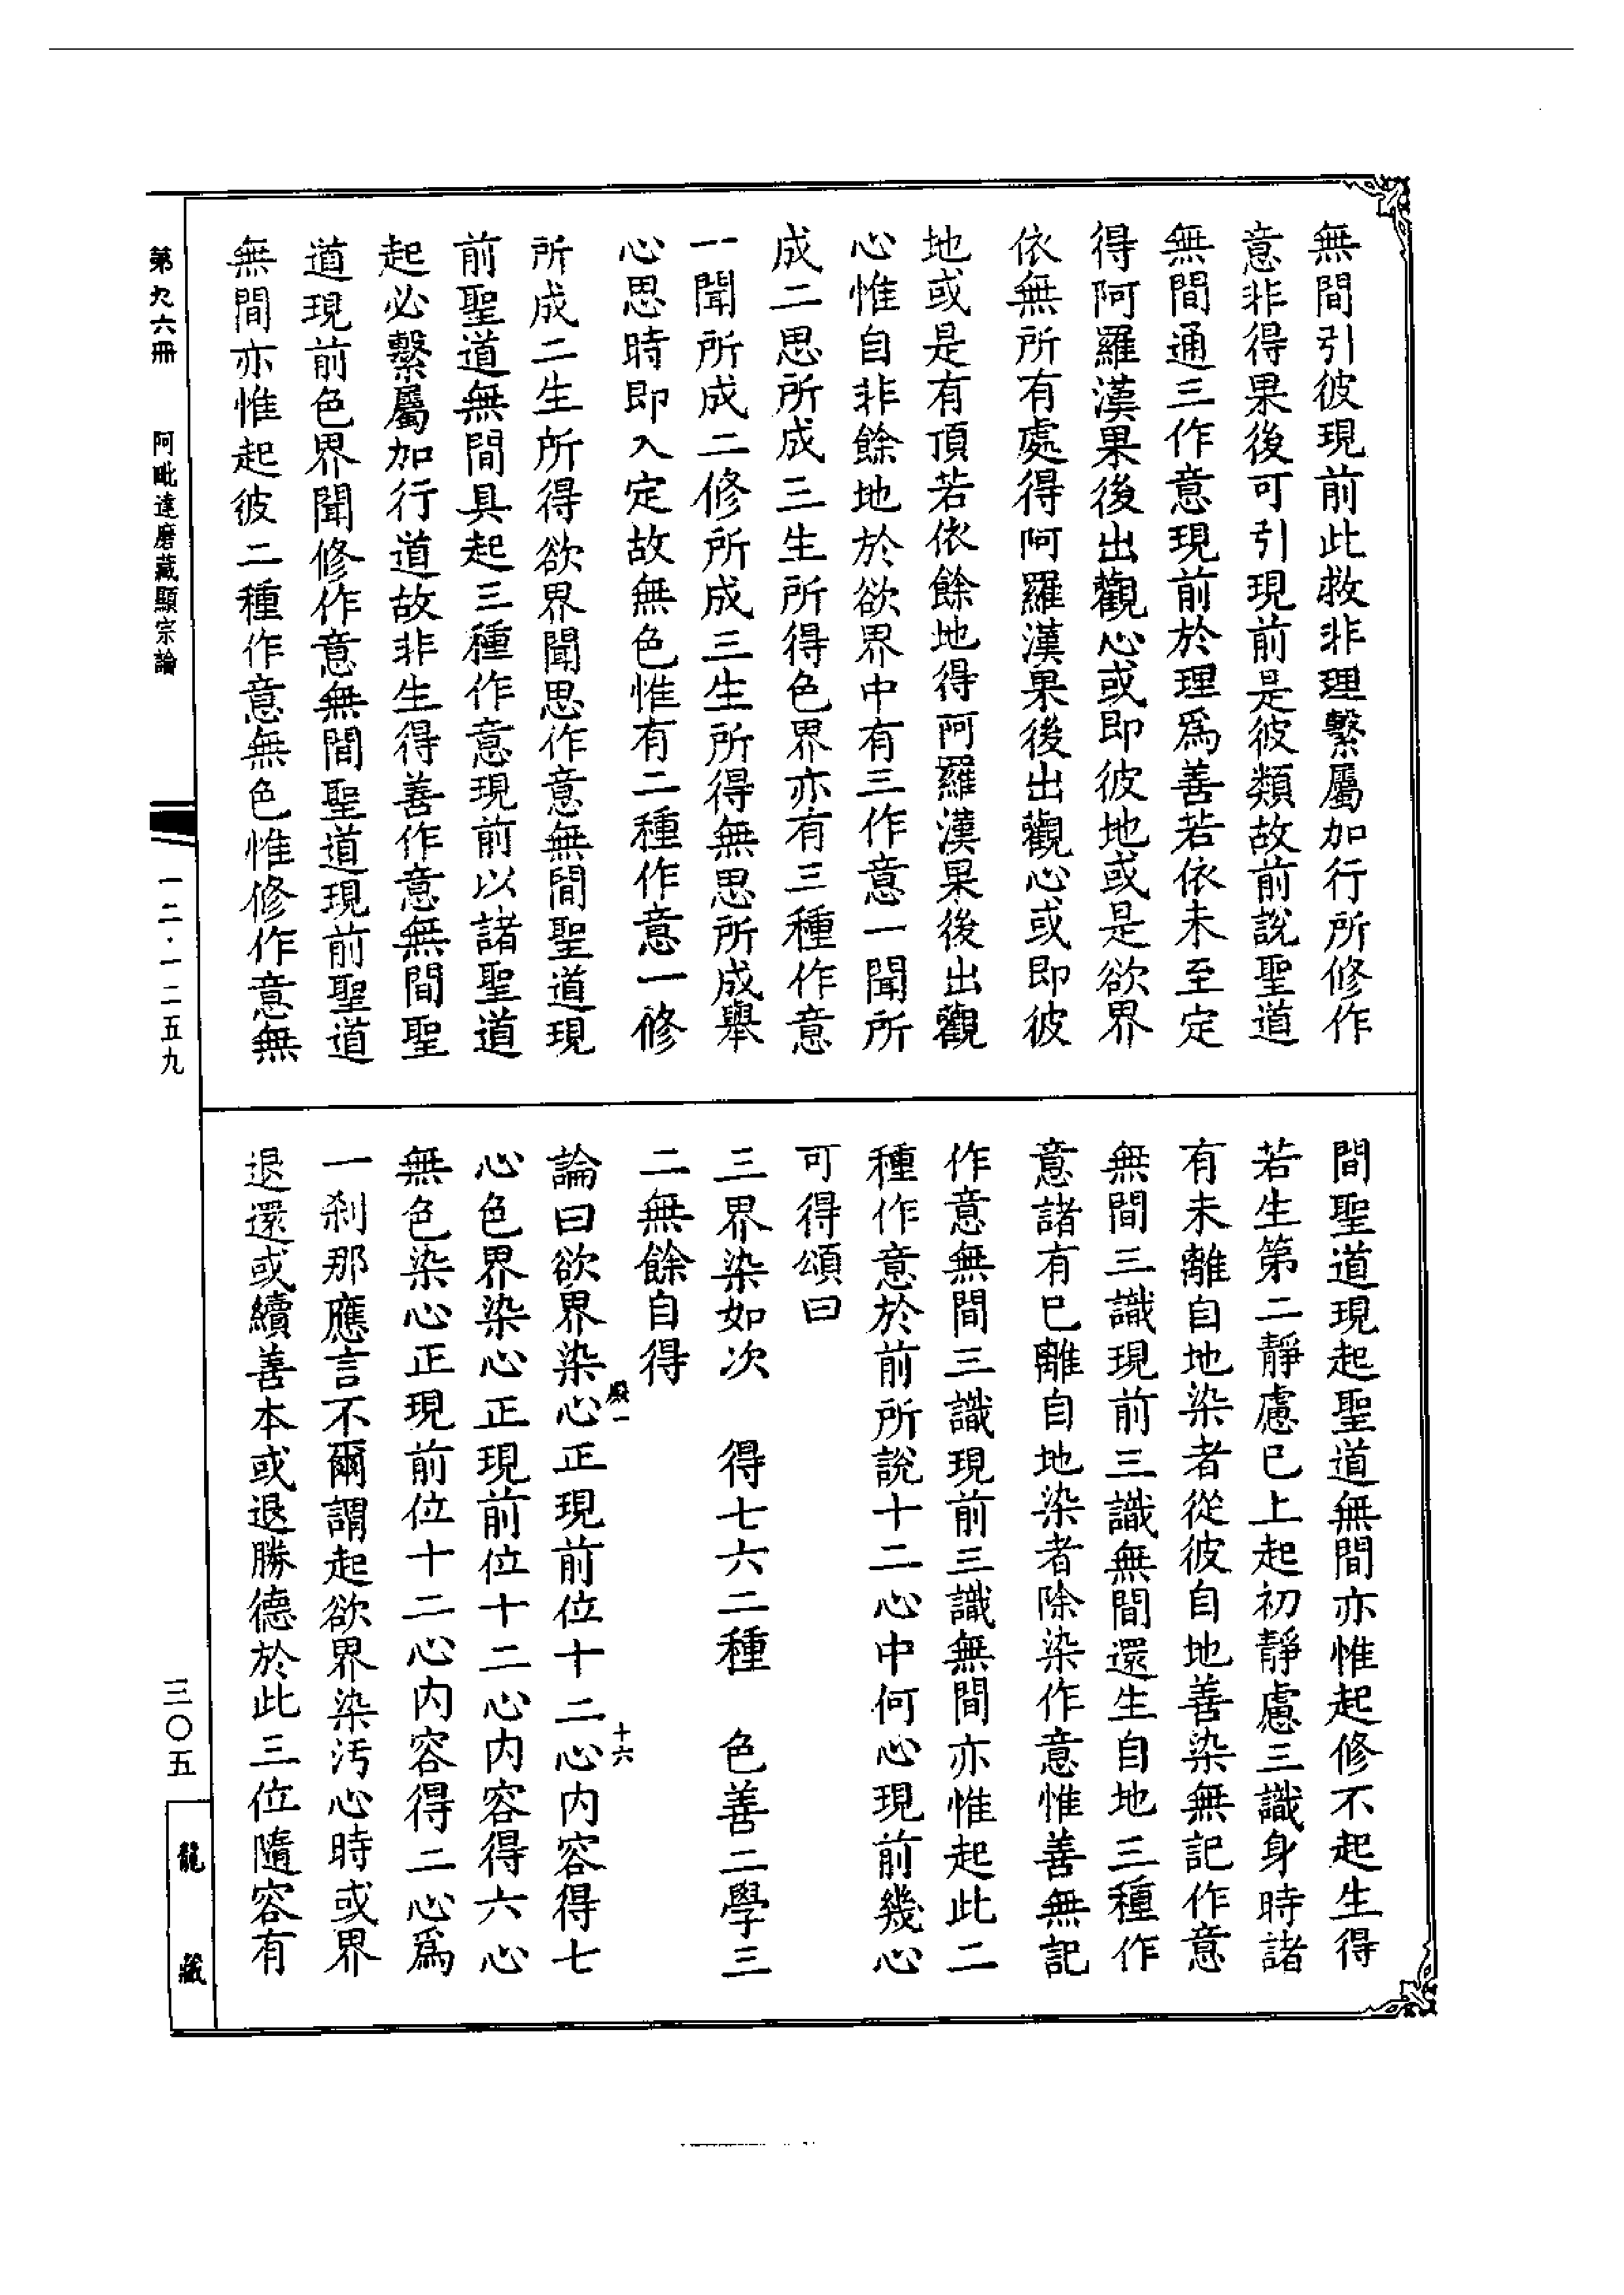 無間引彼現前此救非理繫屬加行所修作
意非得果後可引現前是彼類故前說聖道
無間通三作意現前於理爲善若依未至定
得阿羅漢果後出觀心或即彼地或是欲界
依無所有處得阿羅漢果後出觀心或即彼
地或是有頂若依餘地得阿羅漢果後出觀
心惟自非餘地於欲界中有三作意一聞所
成二思所成三生所得色界亦有三種作意
一聞所成二修所成三生所得無思所成舉
心思時即入定故無色惟有二種作意一修
所成二生所得欲界聞思作意無間聖道現
前聖道無間具起三種作意現前以諸聖道
起必繫屬加行道故非生得善作意無間聖
道現前色界聞修作意無間聖道現前聖道
無間亦惟起彼二種作意無色惟修作意無
間聖道現起聖道無間亦惟起修不起生得
若生第二靜慮已上起初靜慮三識身時諸
有未離自地染者從彼自地善染無記作意
無間三識現前三識無間還生自地三種作
意諸有已離自地染者除染作意惟善無記
作意無間三識現前三識無間亦惟起此二
種作意於前所說十二心中何心現前幾心
可得頌曰
三界染如次　得七六二種　色善二學三
二無餘自得
論曰欲界染心正現前位十二心内容得七
心色界染心正現前位十二心内容得六心
無色染心正現前位十二心内容得二心爲
一剎那應言不爾謂起欲界染汚心時或界
退還或續善本或退勝德於此三位隨容有
十六
第九六冊　阿毗達磨藏顯宗論
一二·一二五九
三〇五
龍藏